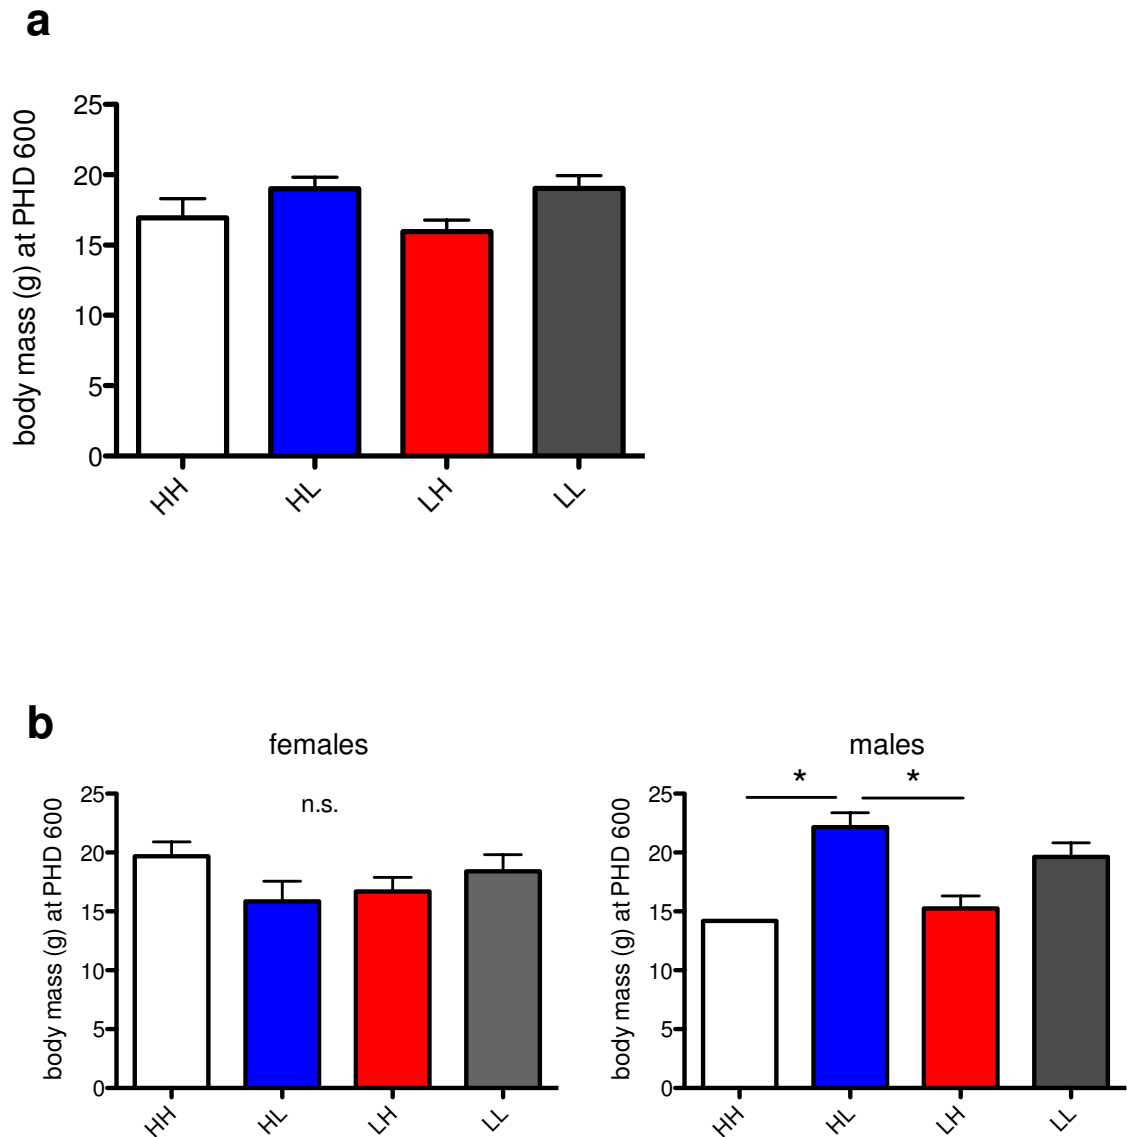 a
body mass (g) at PHD 600
25
20
15
10
5
0
HH
HL
LH
LL
b
females
n.s.
body mass (g) at PHD 600
25
20
15
10
5
0
HH
HL
LH
LL
males
* *
body mass (g) at PHD 600
25
20
15
10
5
0
HH
HL
LH
LL